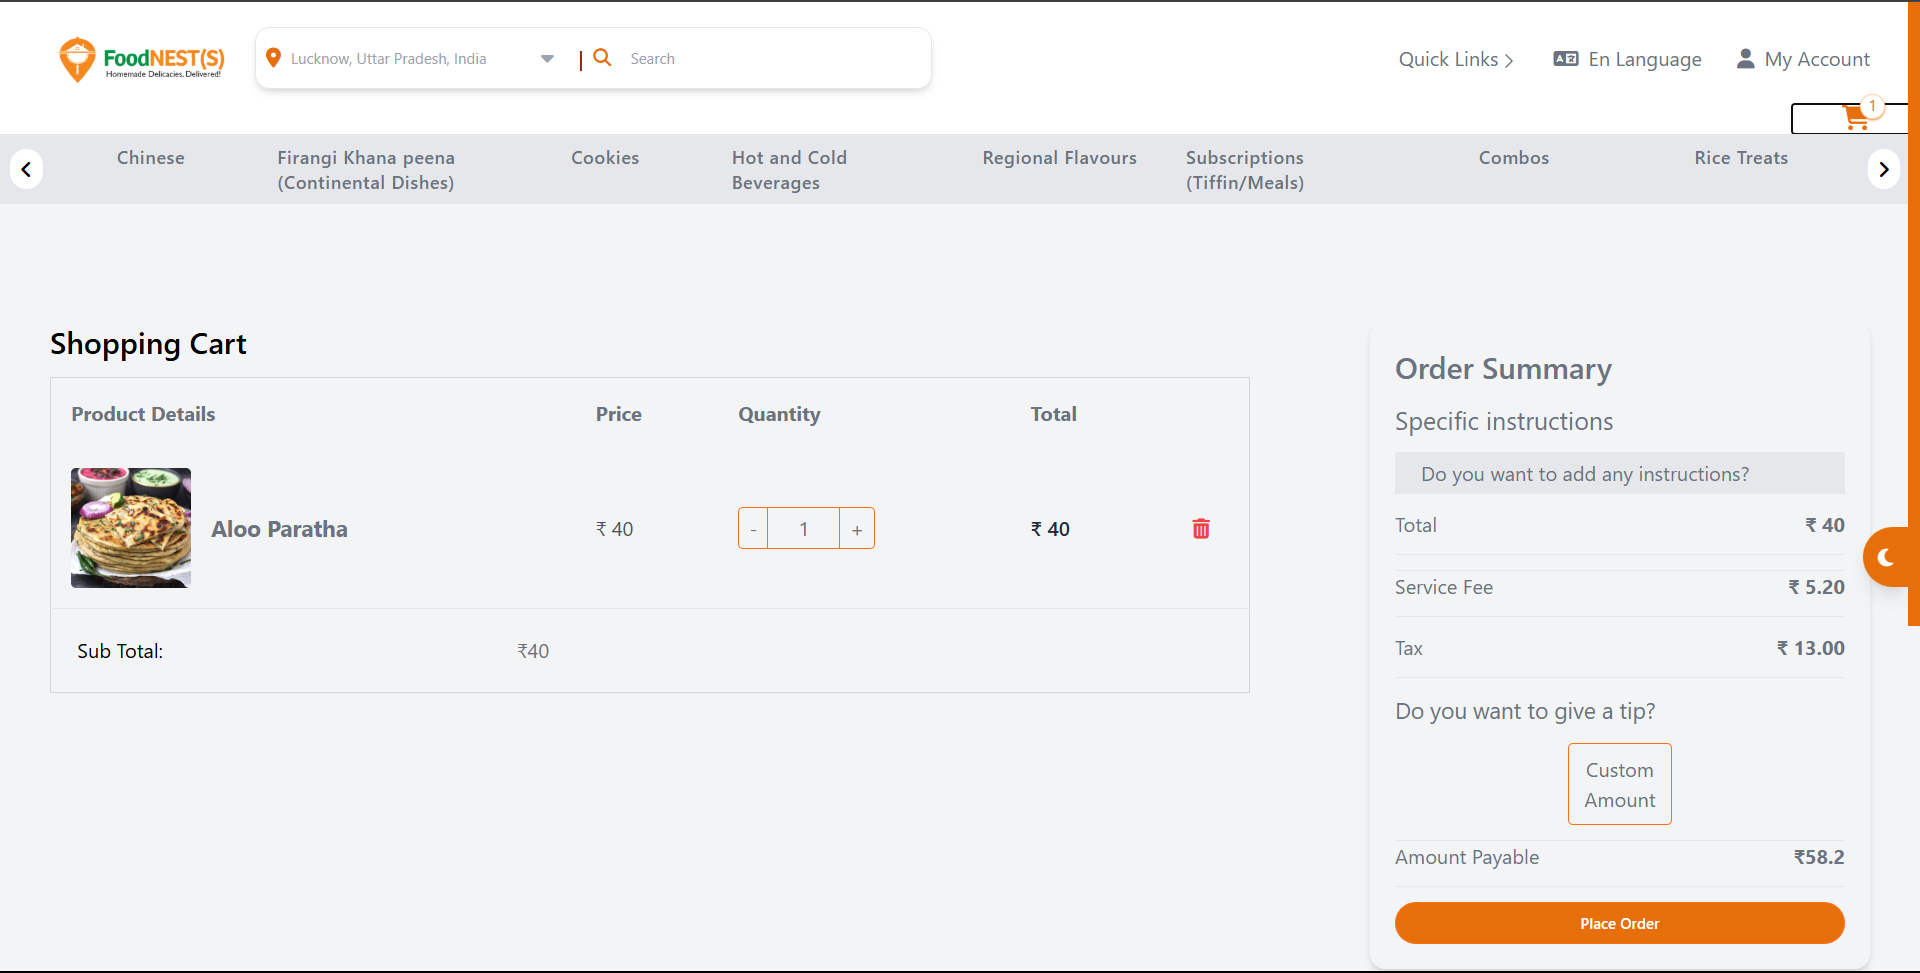 FoodNEST(S)
Homemade Delicacies, Delivered!
Lucknow, Uttar Pradesh, India
Search
Quick Links
En Language
My Account
1
Chinese
Firangi Khana peena
(Continental Dishes)
Cookies
Hot and Cold
Beverages
Regional Flavours
Subscriptions
(Tiffin/Meals)
Combos
Rice Treats
Shopping Cart
Product Details
Price
Quantity
Total
Aloo Paratha
₹ 40
- 1 +
₹ 40
Sub Total:
₹40
Order Summary
Specific instructions
Do you want to add any instructions?
Total
₹ 40
Service Fee
₹ 5.20
Tax
₹ 13.00
Do you want to give a tip?
Custom
Amount
Amount Payable
₹58.2
Place Order